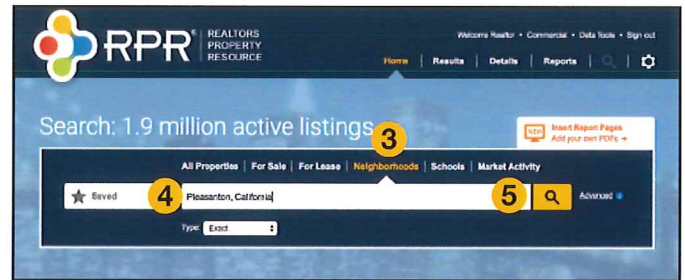 RPR® REALTORS PROPERTY RESOURCE
Welcome Realtor • Commercial • Data Tools • Sign out
Home | Results | Details | Reports
Search: 1.9 million active listings
NEW Insert Report Pages
Add your own PDFs →
3
All Properties | For Sale | For Lease | Neighborhoods | Schools | Market Activity
Saved 4 Pleasanton, California 5 Advanced
Type: Exact